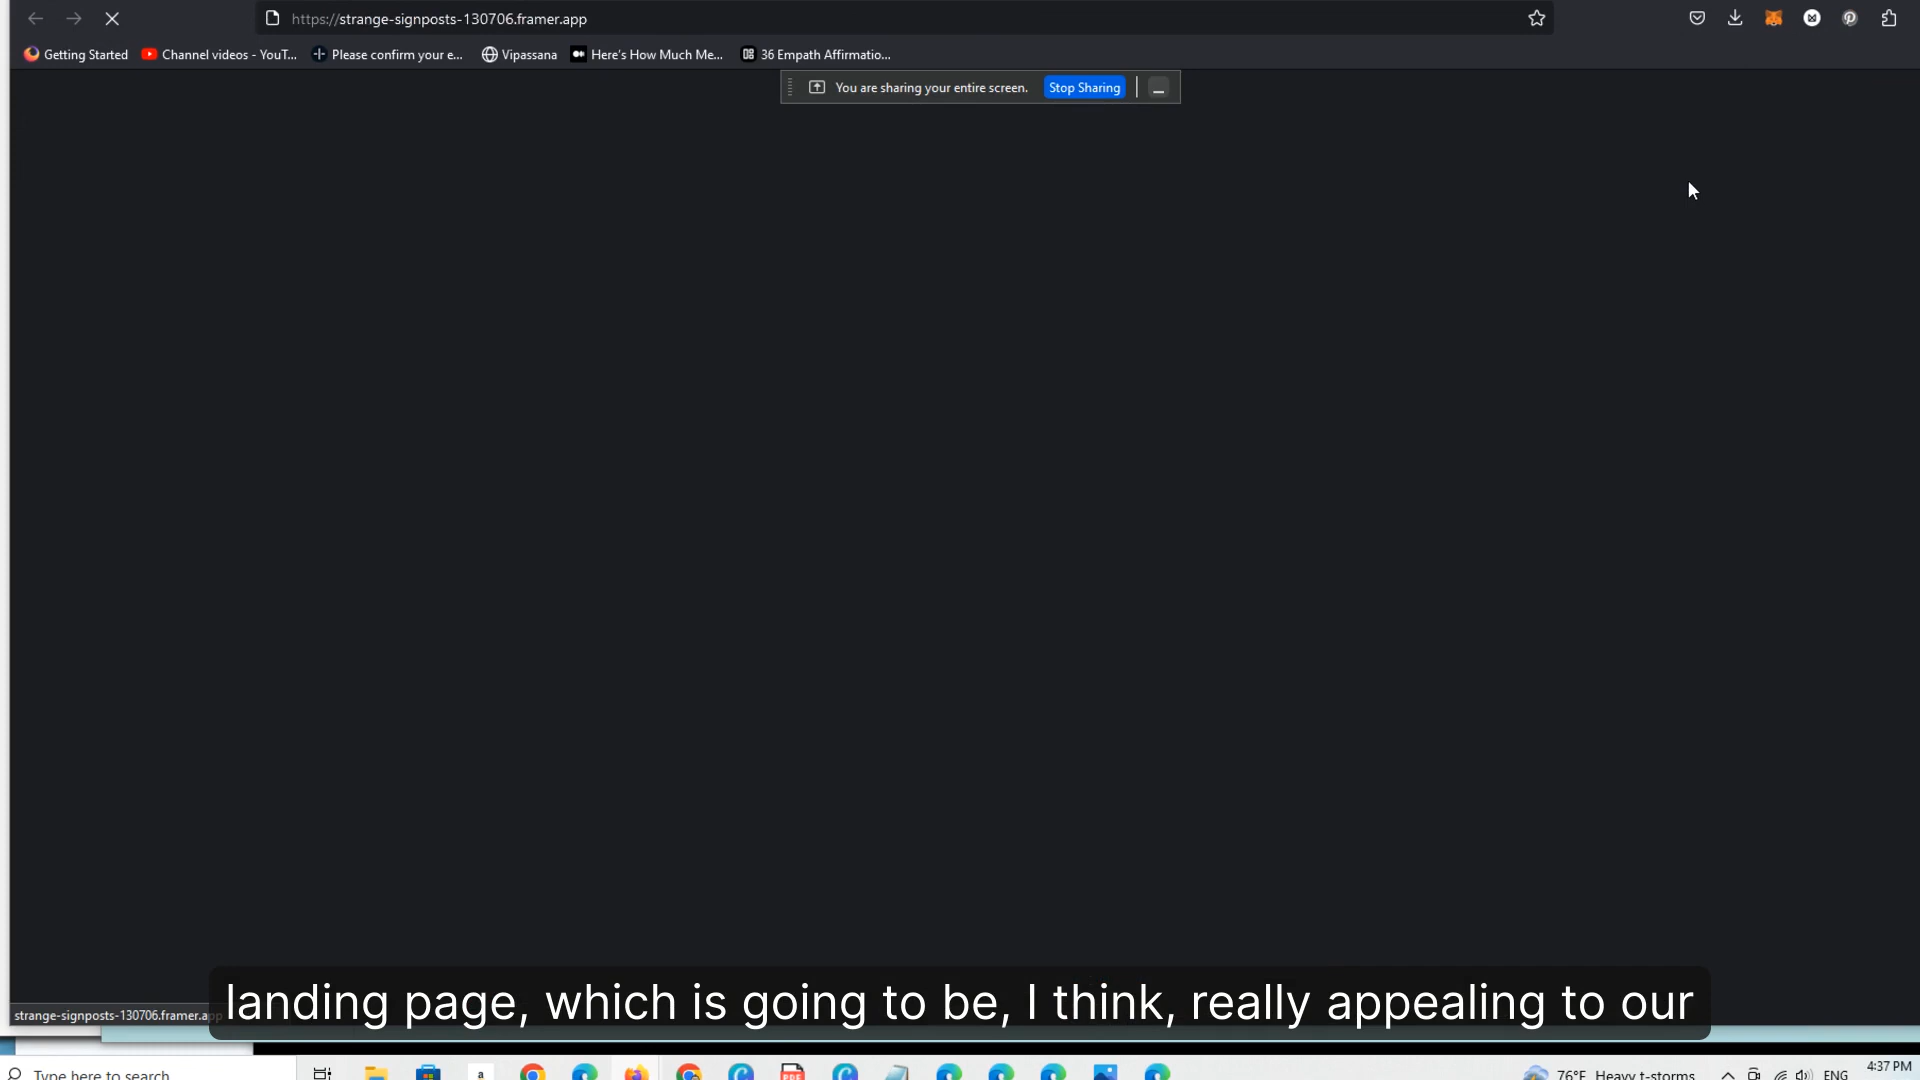 https://strange-signposts-130706.framer.app
Getting Started
Channel videos - YouT...
Please confirm your e...
Vipassana
Here's How Much Me...
36 Empath Affirmatio...
You are sharing your entire screen.
Stop Sharing
landing page, which is going to be, I think, really appealing to our
strange-signposts-130706.framer.app
Type here to search
a
PDF
76°F Heavy t-storms
ENG
4:37 PM